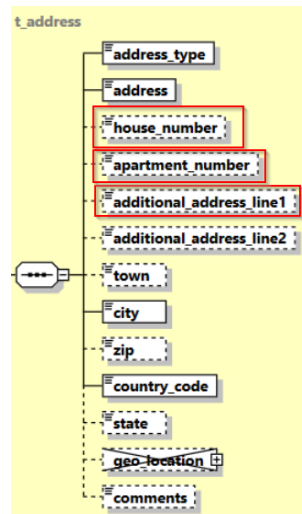 t_address
address_type
address
house_number
apartment_number
additional_address_line1
additional_address_line2
town
city
zip
country_code
state
geo_location
comments